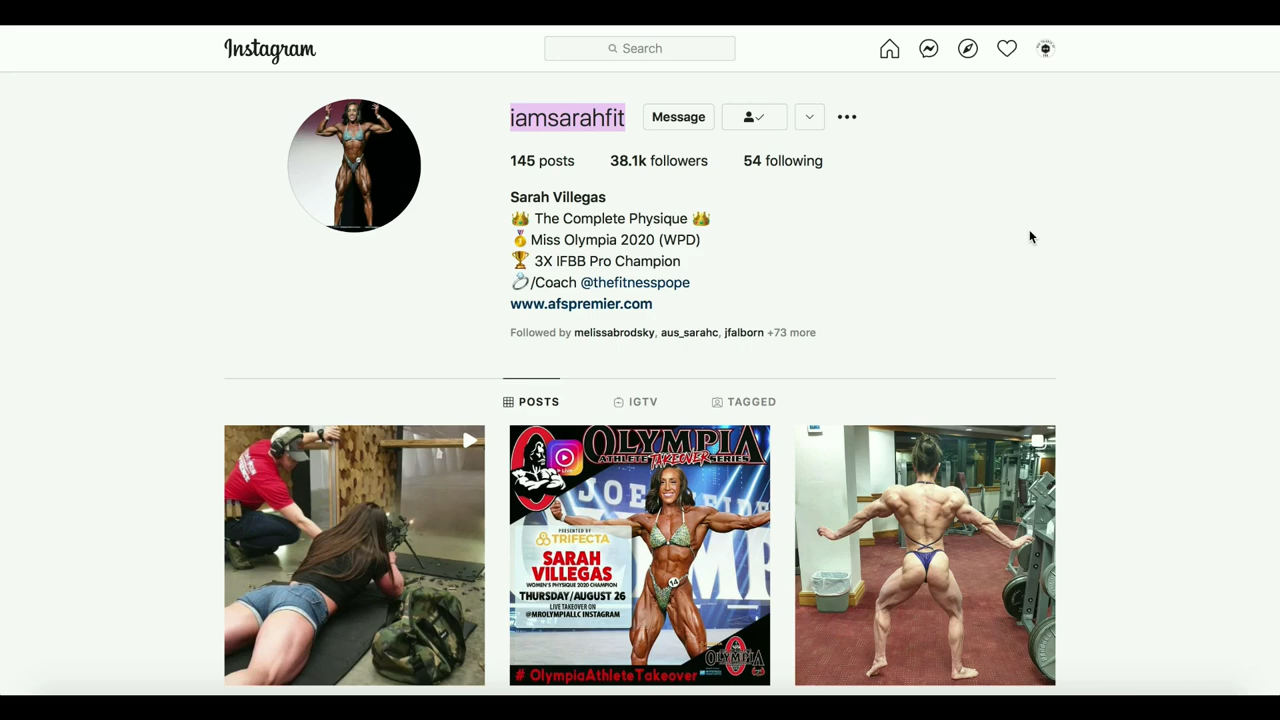 Instagram
Search
iamsarahfit
Message
145 posts 38.1k followers 54 following
Sarah Villegas
👑 The Complete Physique 👑
🥇Miss Olympia 2020 (WPD)
🏆 3X IFBB Pro Champion
💍/Coach @thefitnesspope
www.afspremier.com
Followed by melissabrodsky, aus_sarahc, jfalborn +73 more
POSTS
IGTV
TAGGED
OLYMPIA
ATHLETE TAKEOVER SERIES
LIVE
PRESENTED BY
TRIFECTA
SARAH
VILLEGAS
WOMEN'S PHYSIQUE 2020 CHAMPION
THURSDAY/AUGUST 26
LIVE TAKEOVER ON
@MROLYMPIALLC INSTAGRAM
14
OLYMPIA
# OlympiaAthleteTakeover